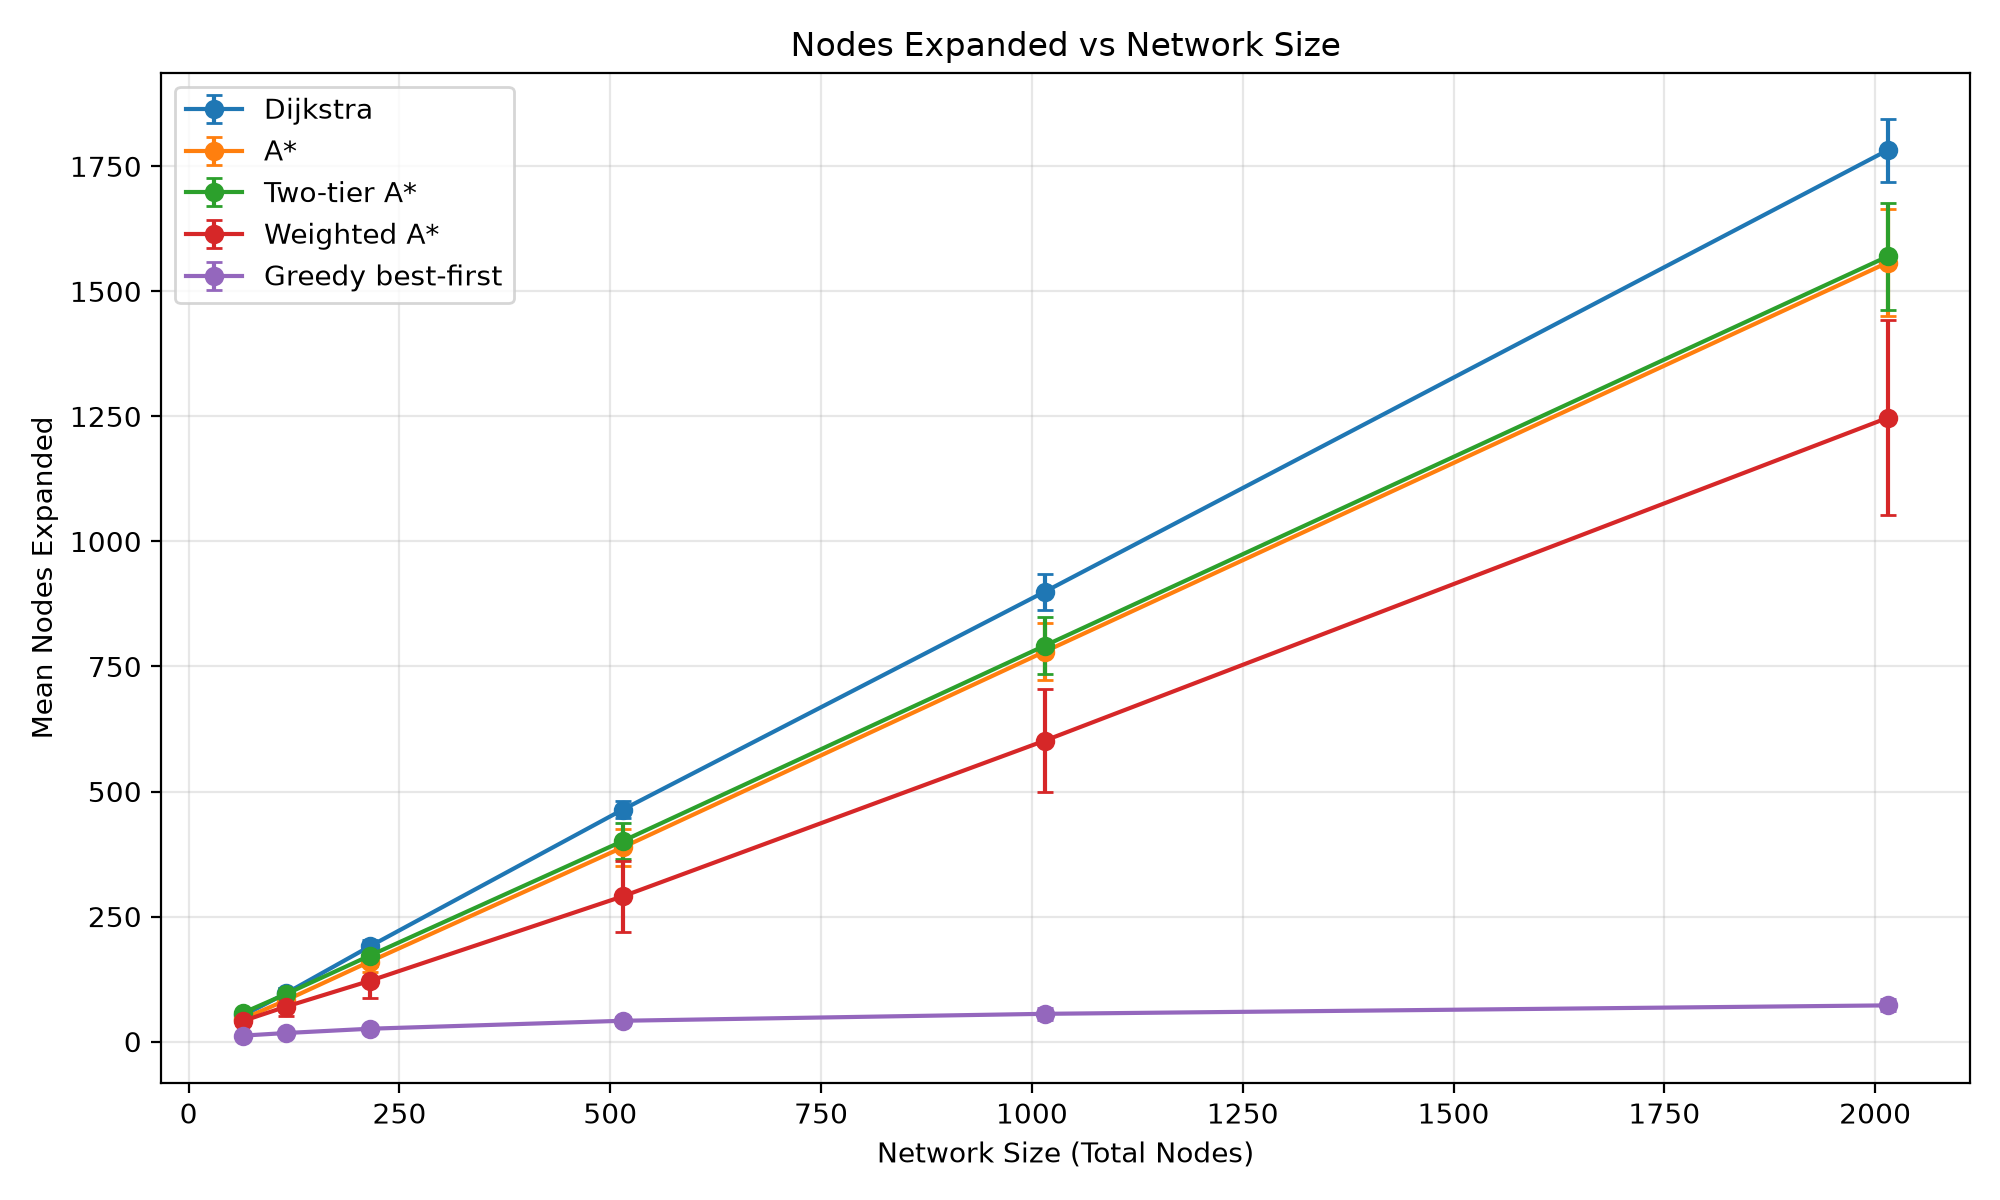 Nodes Expanded vs Network Size
Dijkstra
A*
Two-tier A*
Weighted A*
Greedy best-first
Mean Nodes Expanded
1750
1500
1250
1000
750
500
250
0
0 250 500 750 1000 1250 1500 1750 2000
Network Size (Total Nodes)